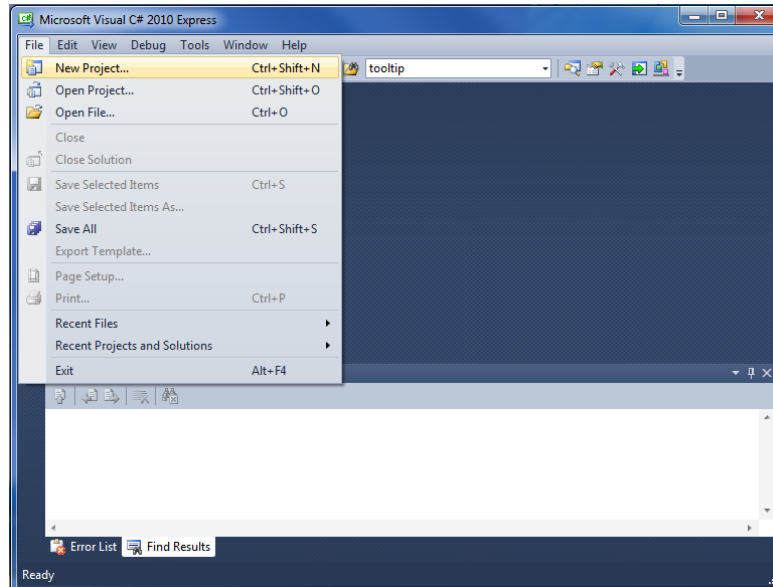 Microsoft Visual C# 2010 Express
File Edit View Debug Tools Window Help
tooltip
New Project... Ctrl+Shift+N
Open Project... Ctrl+Shift+O
Open File... Ctrl+O
Close
Close Solution
Save Selected Items Ctrl+S
Save Selected Items As...
Save All Ctrl+Shift+S
Export Template...
Page Setup...
Print... Ctrl+P
Recent Files
Recent Projects and Solutions
Exit Alt+F4
Error List Find Results
Ready